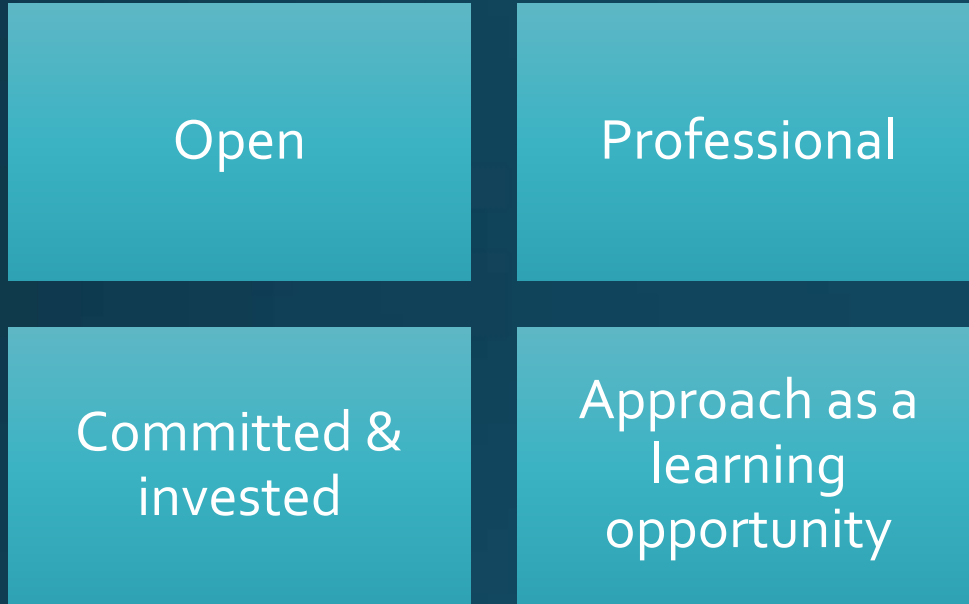 Open
Professional
Committed &
invested
Approach as a
learning
opportunity